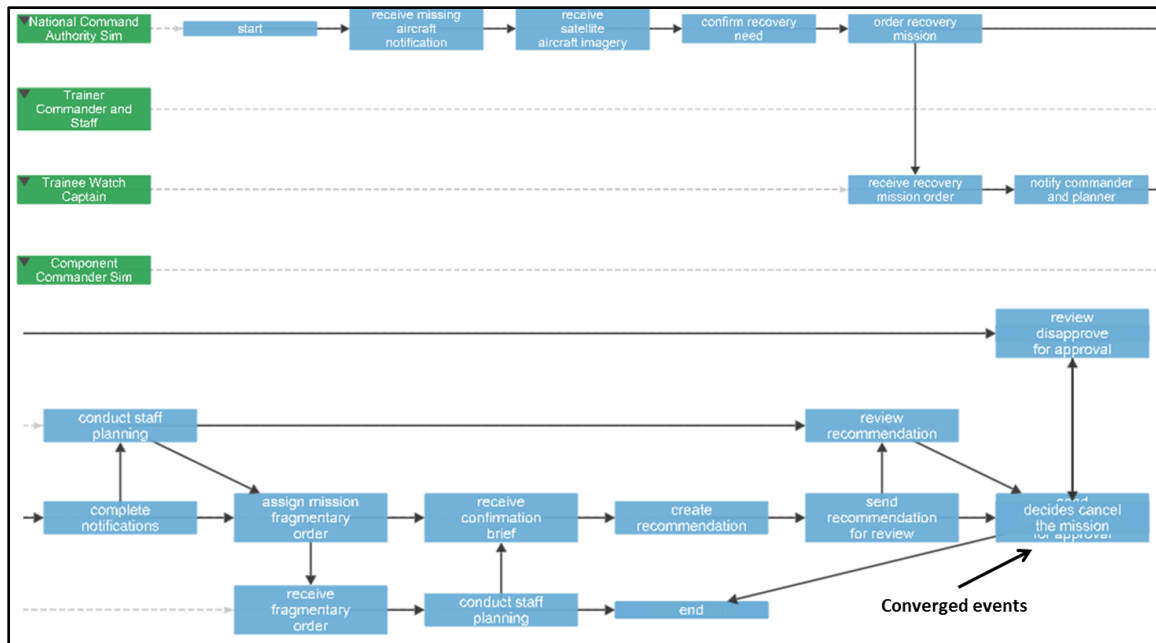 National Command
Authority Sim
start
receive missing
aircraft
notification
receive
satellite
aircraft imagery
confirm recovery
need
order recovery
mission
Trainer
Commander and
Staff
Trainee Watch
Captain
receive recovery
mission order
notify commander
and planner
Component
Commander Sim
review
disapprove
for approval
conduct staff
planning
review
recommendation
complete
notifications
assign mission
fragmentary
order
receive
confirmation
brief
create
recommendation
send
recommendation
for review
decides cancel
the mission
for approval
receive
fragmentary
order
conduct staff
planning
end
Converged events